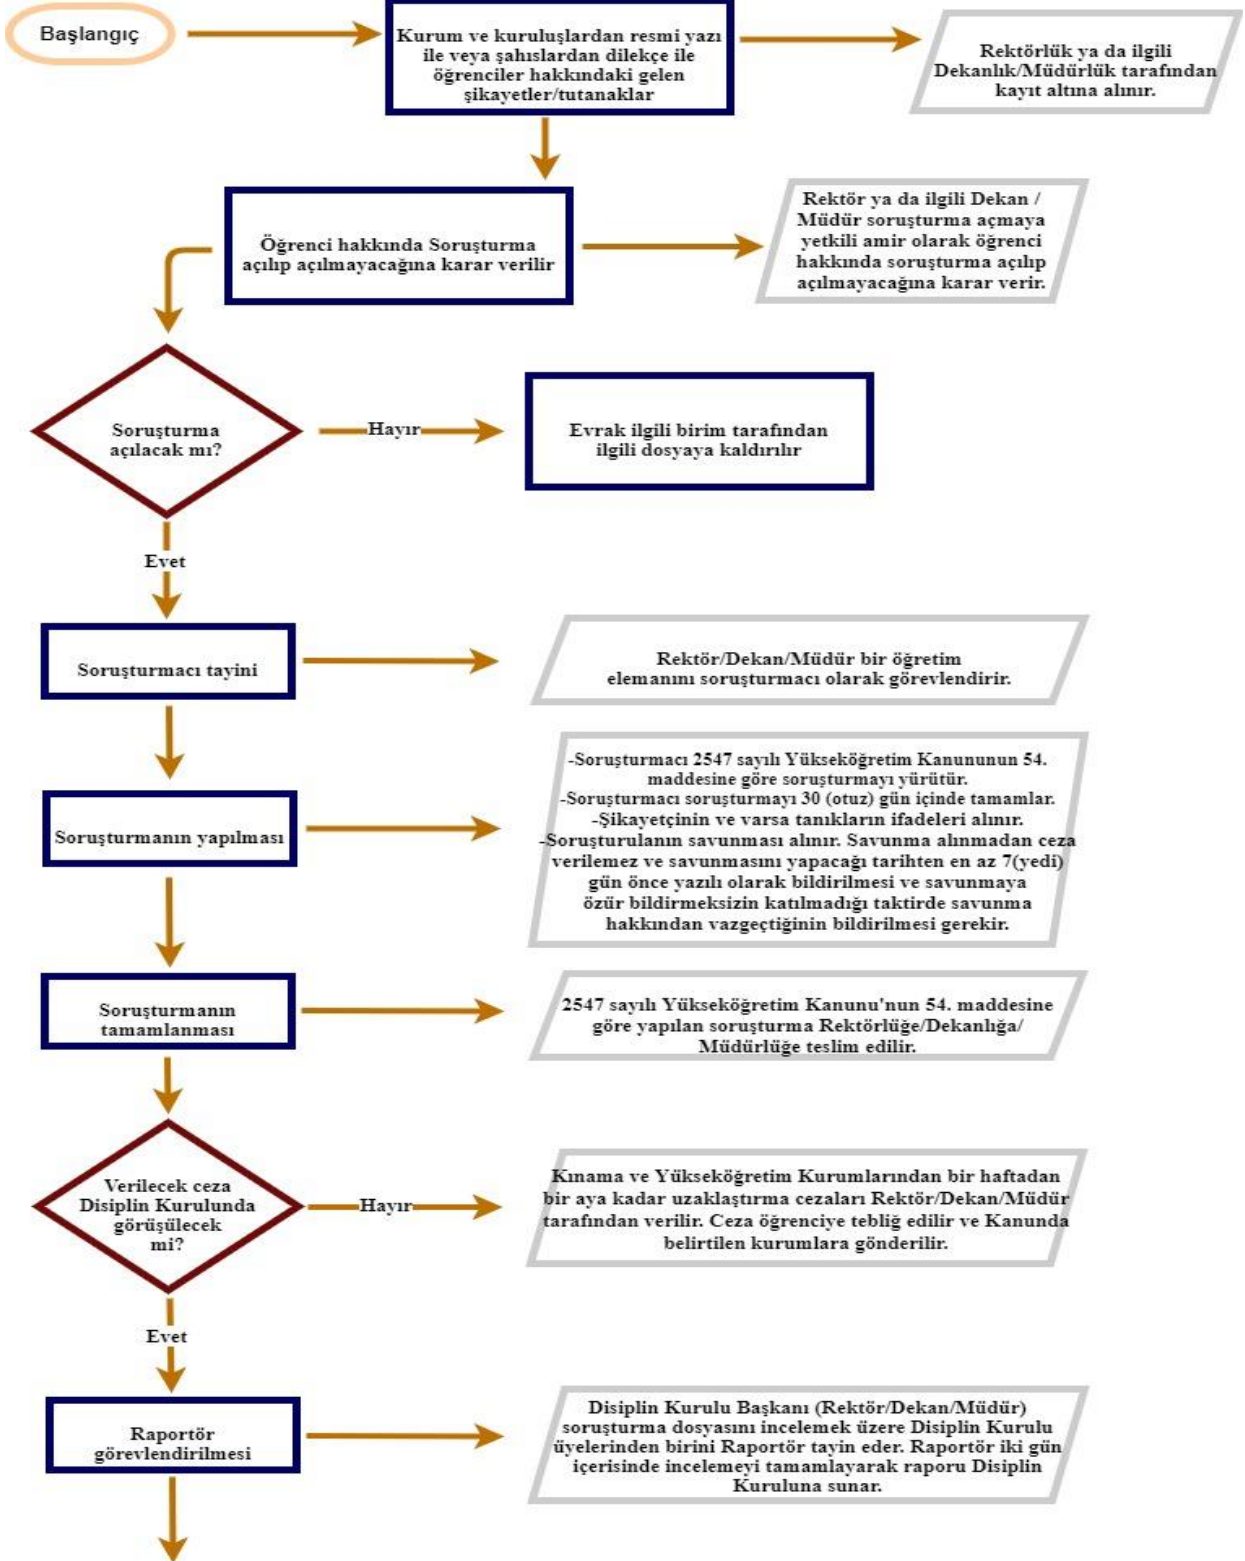 Başlangıç
Kurum ve kuruluşlardan resmi yazı
ile veya şahıslardan dilekçe ile
öğrenciler hakkındaki gelen
şikayetler/tutanaklar
Rektörlük ya da ilgili
Dekanlık/Müdürlük tarafından
kayıt altına alınır.
Öğrenci hakkında Soruşturma
açılıp açılmayacağına karar verilir
Rektör ya da ilgili Dekan /
Müdür soruşturma açmaya
yetkili amir olarak öğrenci
hakkında soruşturma açılıp
açılmayacağına karar verir.
Soruşturma
açılacak mı?
Hayır
Evrak ilgili birim tarafından
ilgili dosyaya kaldırılır
Evet
Soruşturmacı tayini
Rektör/Dekan/Müdür bir öğretim
elemanını soruşturmacı olarak görevlendirir.
Soruşturmanın yapılması
-Soruşturmacı 2547 sayılı Yükseköğretim Kanununun 54.
maddesine göre soruşturmayı yürütür.
-Soruşturmacı soruşturmayı 30 (otuz) gün içinde tamamlar.
-Şikayetçinin ve varsa tanıkların ifadeleri alınır.
-Soruşturulanın savunması alınır. Savunma alınmadan ceza
verilemez ve savunmasını yapacağı tarihten en az 7(yedi)
gün önce yazılı olarak bildirilmesi ve savunmaya
özür bildirmeksizin katılmadığı taktirde savunma
hakkından vazgeçtiğinin bildirilmesi gerekir.
Soruşturmanın
tamamlanması
2547 sayılı Yükseköğretim Kanunu'nun 54. maddesine
göre yapılan soruşturma Rektörlüğe/Dekanlığa/
Müdürlüğe teslim edilir.
Verilecek ceza
Disiplin Kurulunda
görüşülecek
mi?
Hayır
Kınama ve Yükseköğretim Kurumlarından bir haftadan
bir aya kadar uzaklaştırma cezaları Rektör/Dekan/Müdür
tarafından verilir. Ceza öğrenciye tebliğ edilir ve Kanunda
belirtilen kurumlara gönderilir.
Evet
Raportör
görevlendirilmesi
Disiplin Kurulu Başkanı (Rektör/Dekan/Müdür)
soruşturma dosyasını incelemek üzere Disiplin Kurulu
üyelerinden birini Raportör tayin eder. Raportör iki gün
içerisinde incelemeyi tamamlayarak raporu Disiplin
Kuruluna sunar.